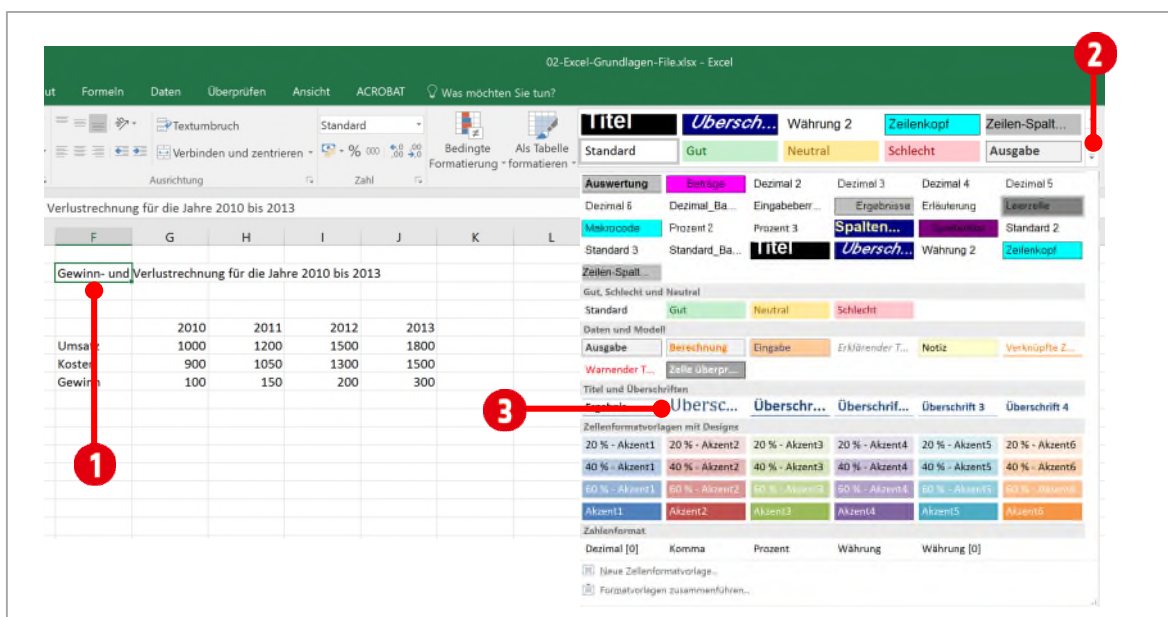 02-Excel-Grundlagen-File.xlsx - Excel
2
ut Formeln Daten Überprüfen Ansicht ACROBAT Was möchten Sie tun?
Textumbruch Standard
Verbinden und zentrieren % 000
Bedingte Formatierung
Als Tabelle formatieren
Ausrichtung Zahl
Titel Übersch... Währung 2 Zeilenkopf Zeilen-Spalt...
Standard Gut Neutral Schlecht Ausgabe
Auswertung Beträge Dezimal 2 Dezimal 3 Dezimal 4 Dezimal 5
Dezimal 6 Dezimal_Ba... Eingabeberr... Ergebnisse Erläuterung Leerzelle
Makrocode Prozent 2 Prozent 3 Spalten... Standard 2
Standard 3 Standard_Ba... Titel Übersch... Währung 2 Zeilenkopf
Zeilen-Spalt...
Gut, Schlecht und Neutral
Standard Gut Neutral Schlecht
Daten und Modell
Ausgabe Berechnung Eingabe Erklärender T... Notiz Verknüpfte Z...
Warnender T... Zelle überpr...
Titel und Überschriften
Ergebnis Übersc... Überschr... Überschrif... Überschrift 3 Überschrift 4
Zellenformatvorlagen mit Designs
20 % - Akzent1 20 % - Akzent2 20 % - Akzent3 20 % - Akzent4 20 % - Akzent5 20 % - Akzent6
40 % - Akzent1 40 % - Akzent2 40 % - Akzent3 40 % - Akzent4 40 % - Akzent5 40 % - Akzent6
60 % - Akzent1 60 % - Akzent2 60 % - Akzent3 60 % - Akzent4 60 % - Akzent5 60 % - Akzent6
Akzent1 Akzent2 Akzent3 Akzent4 Akzent5 Akzent6
Zahlenformat
Dezimal [0] Komma Prozent Währung Währung [0]
Neue Zellenformatvorlage...
Formatvorlagen zusammenführen...
Verlustrechnung für die Jahre 2010 bis 2013
F G H I J K L
Gewinn- und Verlustrechnung für die Jahre 2010 bis 2013
2010 2011 2012 2013
Umsatz 1000 1200 1500 1800
Kosten 900 1050 1300 1500
Gewinn 100 150 200 300
1
3